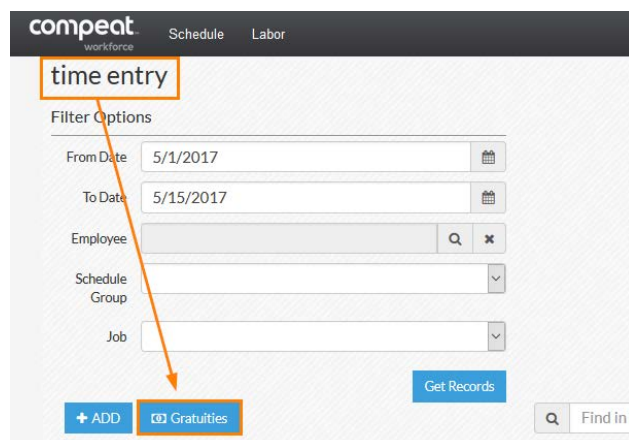 compeat
workforce
Schedule Labor
time entry
Filter Options
From Date 5/1/2017
To Date 5/15/2017
Employee
Schedule
Group
Job
Get Records
+ ADD Gratuities
Find in